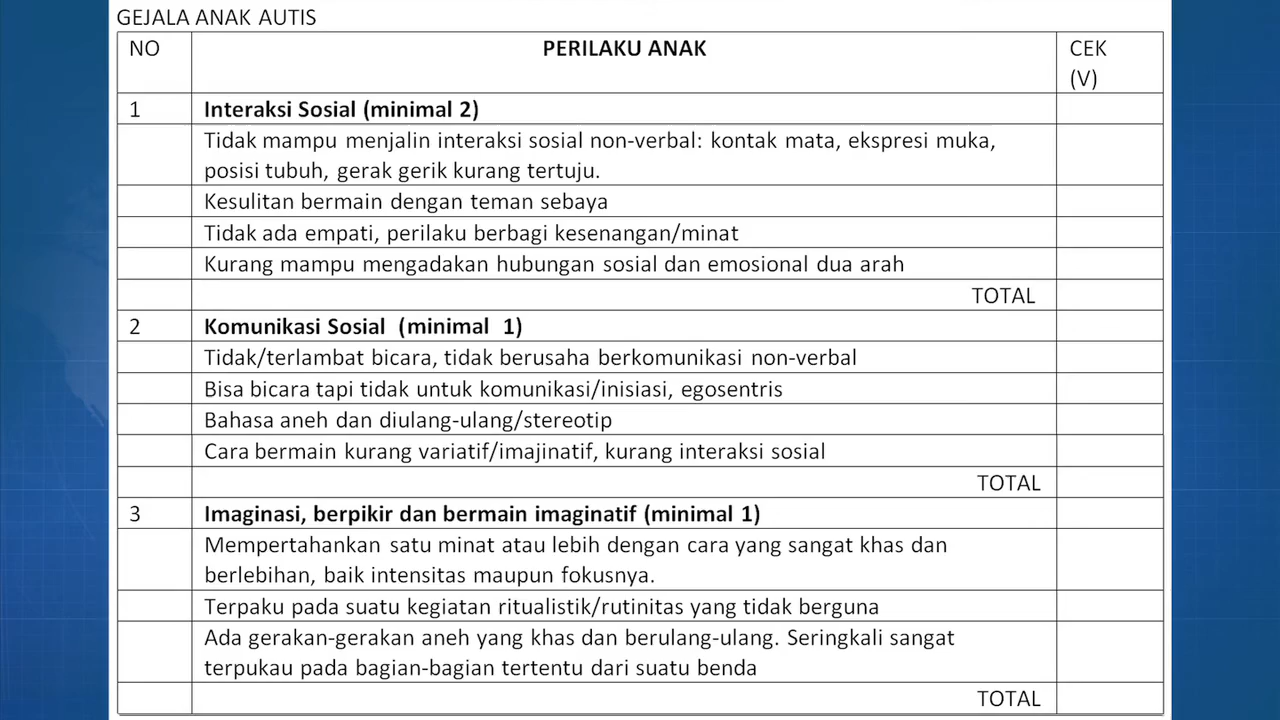 GEJALA ANAK AUTIS
NO PERILAKU ANAK CEK
(V)
1 Interaksi Sosial (minimal 2)
Tidak mampu menjalin interaksi sosial non-verbal: kontak mata, ekspresi muka,
posisi tubuh, gerak gerik kurang tertuju.
Kesulitan bermain dengan teman sebaya
Tidak ada empati, perilaku berbagi kesenangan/minat
Kurang mampu mengadakan hubungan sosial dan emosional dua arah
TOTAL
2 Komunikasi Sosial (minimal 1)
Tidak/terlambat bicara, tidak berusaha berkomunikasi non-verbal
Bisa bicara tapi tidak untuk komunikasi/inisiasi, egosentris
Bahasa aneh dan diulang-ulang/stereotip
Cara bermain kurang variatif/imajinatif, kurang interaksi sosial
TOTAL
3 Imaginasi, berpikir dan bermain imaginatif (minimal 1)
Mempertahankan satu minat atau lebih dengan cara yang sangat khas dan
berlebihan, baik intensitas maupun fokusnya.
Terpaku pada suatu kegiatan ritualistik/rutinitas yang tidak berguna
Ada gerakan-gerakan aneh yang khas dan berulang-ulang. Seringkali sangat
terpukau pada bagian-bagian tertentu dari suatu benda
TOTAL